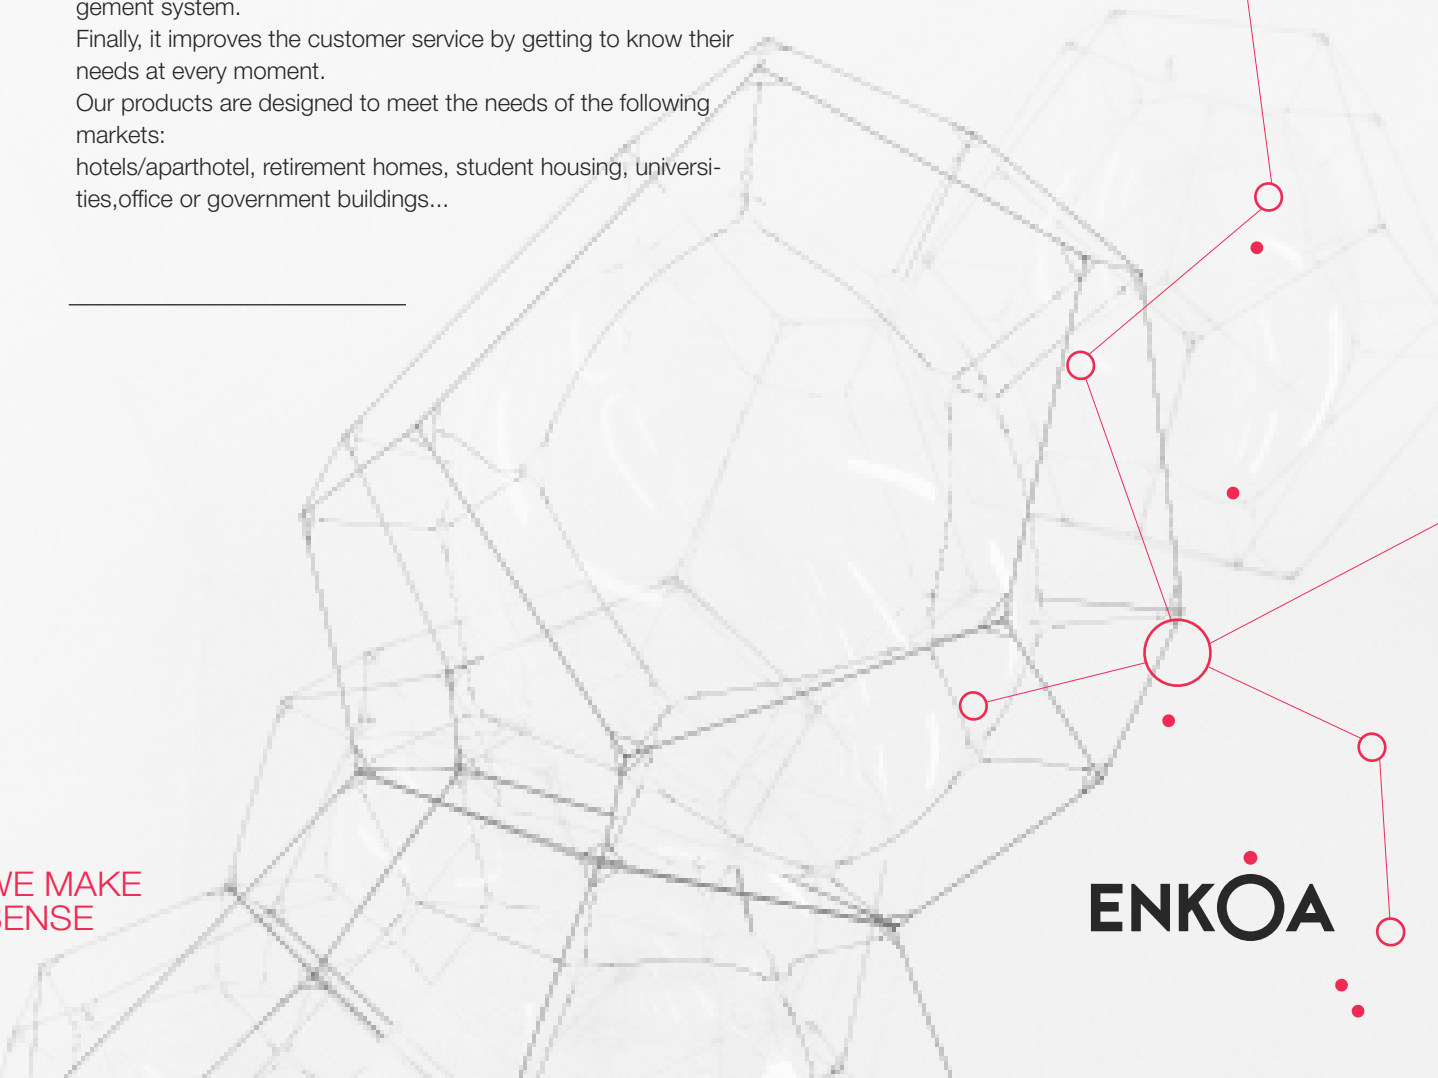 gement system.
Finally, it improves the customer service by getting to know their
needs at every moment.
Our products are designed to meet the needs of the following
markets:
hotels/aparthotel, retirement homes, student housing, universi-
ties,office or government buildings...
WE MAKE
SENSE
ENKOA